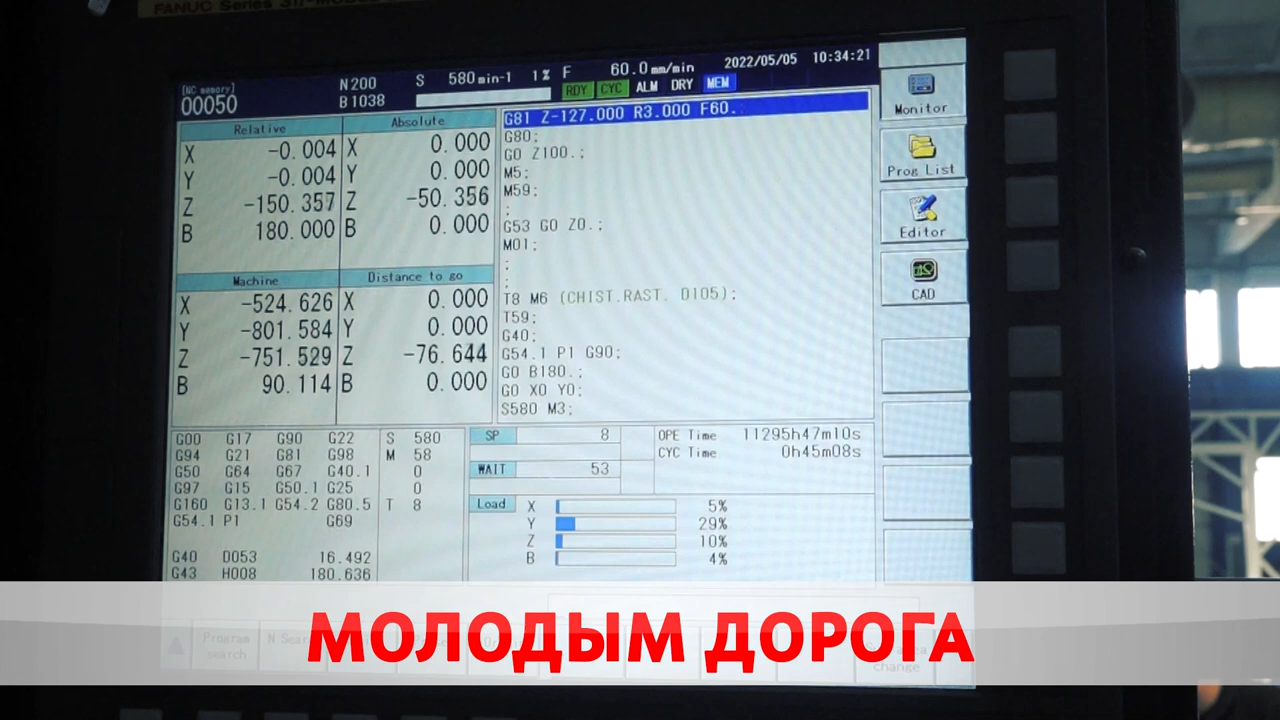 FANUC Series 31i-MODEL
[NC memory]
O0050
N200
B1038
S 580min-1 1%
F 60.0mm/min
2022/05/05 10:34:21
RDY CYC ALM DRY MEM
Relative
X -0.004
Y -0.004
Z -150.357
B 180.000
Absolute
X 0.000
Y 0.000
Z -50.356
B 0.000
Machine
X -524.626
Y -801.584
Z -751.529
B 90.114
Distance to go
X 0.000
Y 0.000
Z -76.644
B 0.000
G81 Z-127.000 R3.000 F60.
G80;
G0 Z100.;
M5;
M59;
;
G53 G0 Z0.;
M01;
;
;
T8 M6 (CHIST.RAST. D105);
T59;
G40;
G54.1 P1 G90;
G0 B180.;
G0 X0 Y0;
S580 M3;
Monitor
Prog List
Editor
CAD
G00 G17 G90 G22
G94 G21 G81 G98
G50 G64 G67 G40.1
G97 G15 G50.1 G25
G160 G13.1 G54.2 G80.5
G54.1 P1 G69
G40 D053 16.492
G43 H008 180.636
S 580
M 58
0
0
T 8
SP 8
WAIT 53
OPE Time 11295h47m10s
CYC Time 0h45m08s
Load
X 5%
Y 29%
Z 10%
B 4%
Program
search
N Sear
change
МОЛОДЫМ ДОРОГА